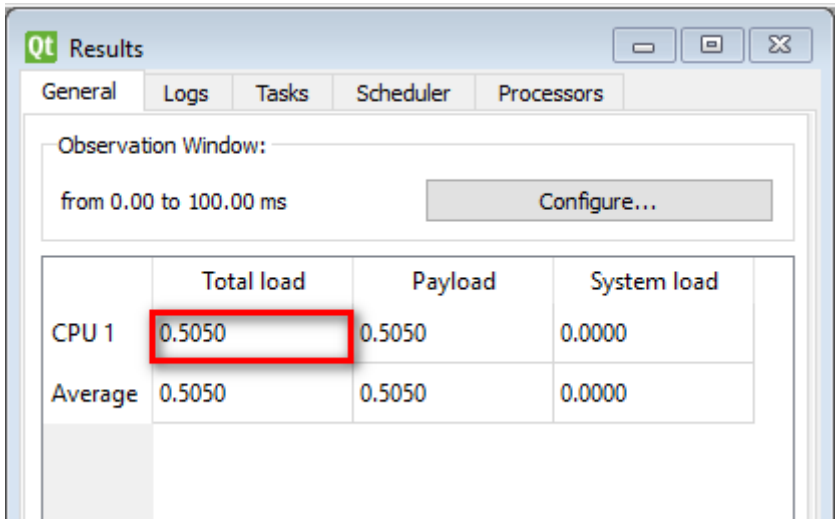 Qt Results
General Logs Tasks Scheduler Processors
Observation Window:
from 0.00 to 100.00 ms Configure...
Total load Payload System load
CPU 1 0.5050 0.5050 0.0000
Average 0.5050 0.5050 0.0000